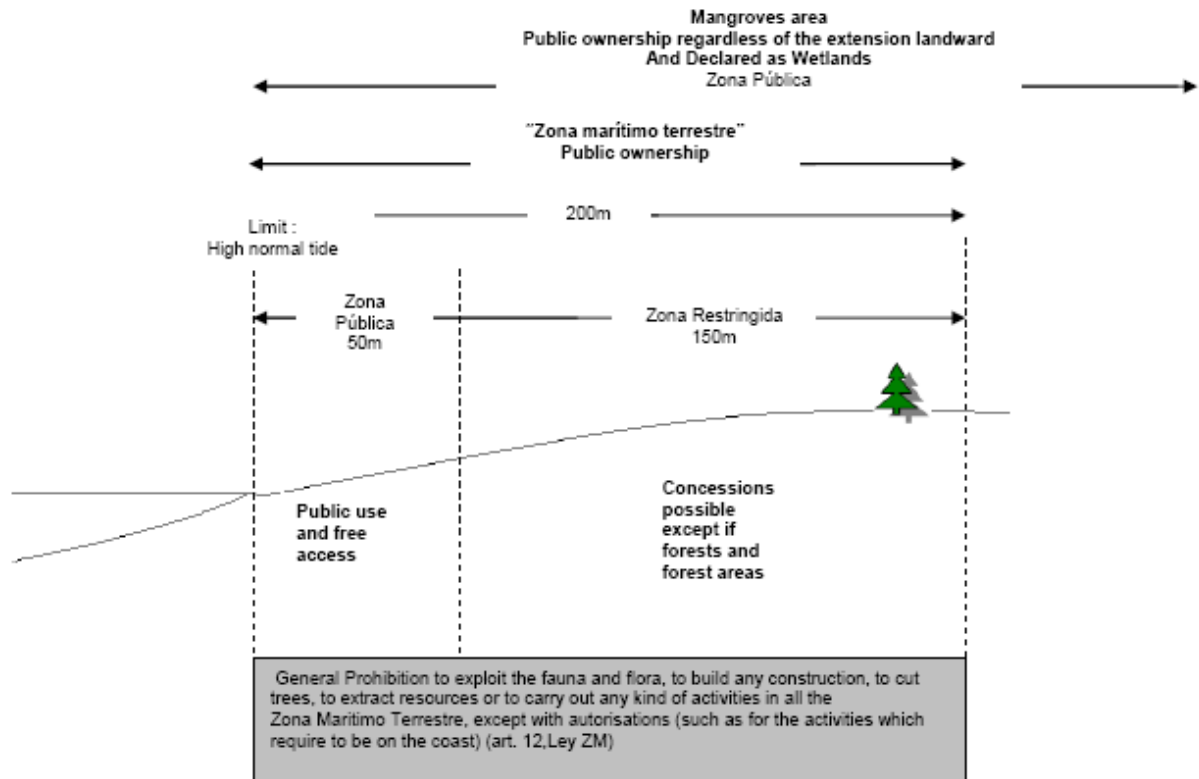 Mangroves area
Public ownership regardless of the extension landward
And Declared as Wetlands
Zona Pública
"Zona marítimo terrestre"
Public ownership
200m
Limit :
High normal tide
Zona
Pública
50m
Zona Restringida
150m
Public use
and free
access
Concessions
possible
except if
forests and
forest areas
General Prohibition to exploit the fauna and flora, to build any construction, to cut
trees, to extract resources or to carry out any kind of activities in all the
Zona Maritimo Terrestre, except with autorisations (such as for the activities which
require to be on the coast) (art. 12,Ley ZM)